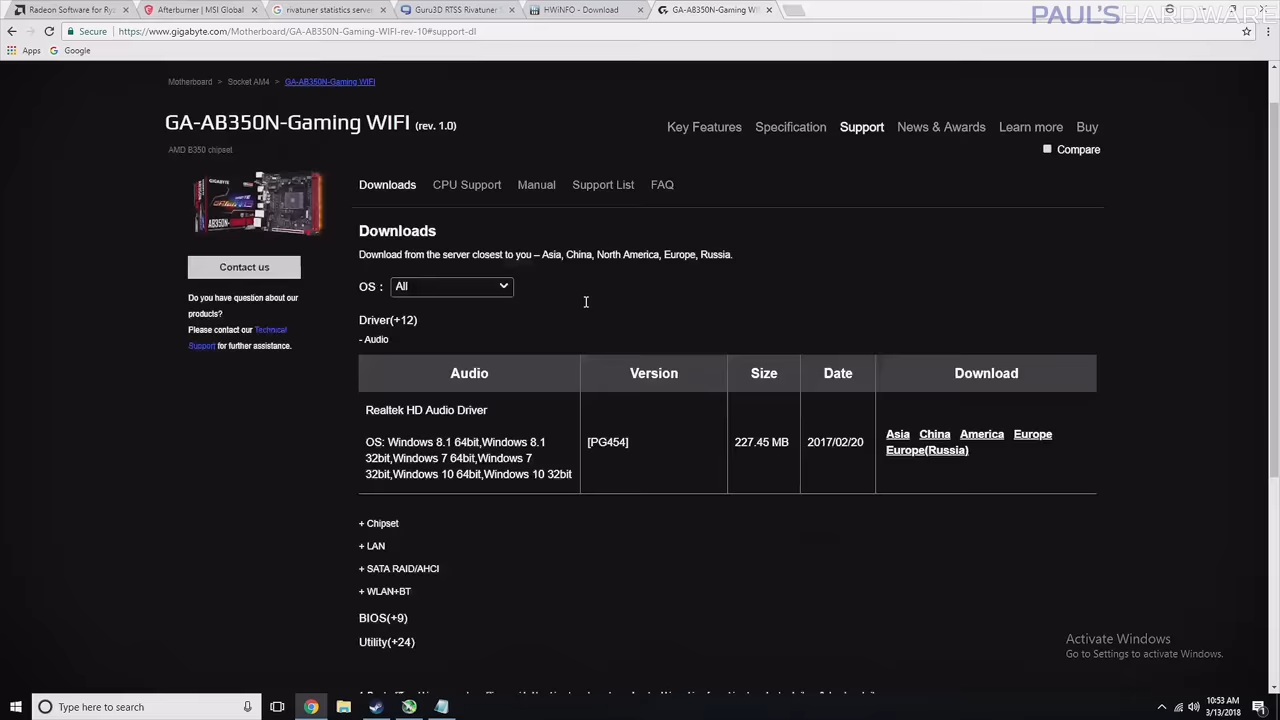 Radeon Software for Ryz
Afterburner | MSI Global
rivatuner statistics server
Guru3D RTSS Rivatuner S
HWiNFO - Download
GA-AB350N-Gaming WI
PAUL'SHARDWARE
Secure
https://www.gigabyte.com/Motherboard/GA-AB350N-Gaming-WIFI-rev-10#support-dl
Apps
Google
Motherboard > Socket AM4 > GA-AB350N-Gaming WIFI
GA-AB350N-Gaming WIFI (rev. 1.0)
Key Features
Specification
Support
News & Awards
Learn more
Buy
AMD B350 chipset
Compare
GIGABYTE
GAMING
AB350N-
Downloads
CPU Support
Manual
Support List
FAQ
Downloads
Download from the server closest to you – Asia, China, North America, Europe, Russia.
Contact us
OS :
All
Do you have question about our
products?
Please contact our Technical
Support for further assistance.
Driver(+12)
- Audio
Audio
Version
Size
Date
Download
Realtek HD Audio Driver
OS: Windows 8.1 64bit,Windows 8.1
32bit,Windows 7 64bit,Windows 7
32bit,Windows 10 64bit,Windows 10 32bit
[PG454]
227.45 MB
2017/02/20
Asia China America Europe
Europe(Russia)
+ Chipset
+ LAN
+ SATA RAID/AHCI
+ WLAN+BT
BIOS(+9)
Utility(+24)
Activate Windows
Go to Settings to activate Windows.
Type here to search
10:53 AM
3/13/2018